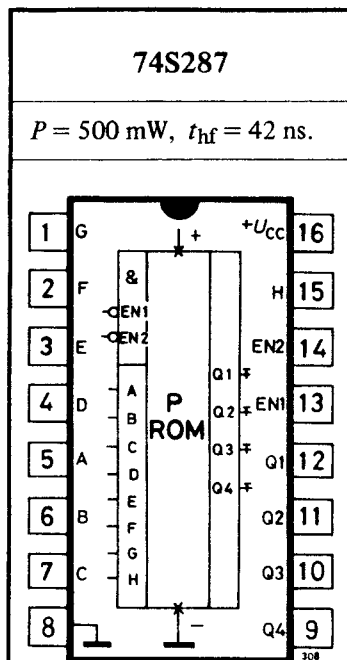 74S287
P = 500 mW, thf = 42 ns.
1 G + +UCC 16
2 F & H 15
EN1
3 E EN2 EN2 14
4 D A Q1 EN1 13
B P Q2
5 A C ROM Q3 Q1 12
D Q4
6 B E Q2 11
F
7 C G Q3 10
H
8 − Q4 9
308